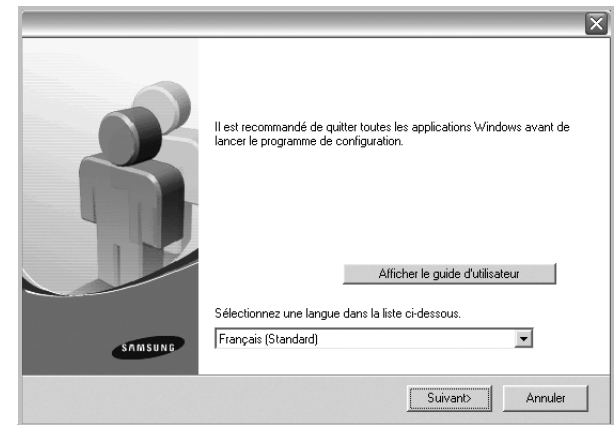 Il est recommandé de quitter toutes les applications Windows avant de
lancer le programme de configuration.
Afficher le guide d'utilisateur
Sélectionnez une langue dans la liste ci-dessous.
Français (Standard)
SAMSUNG
Suivant>
Annuler